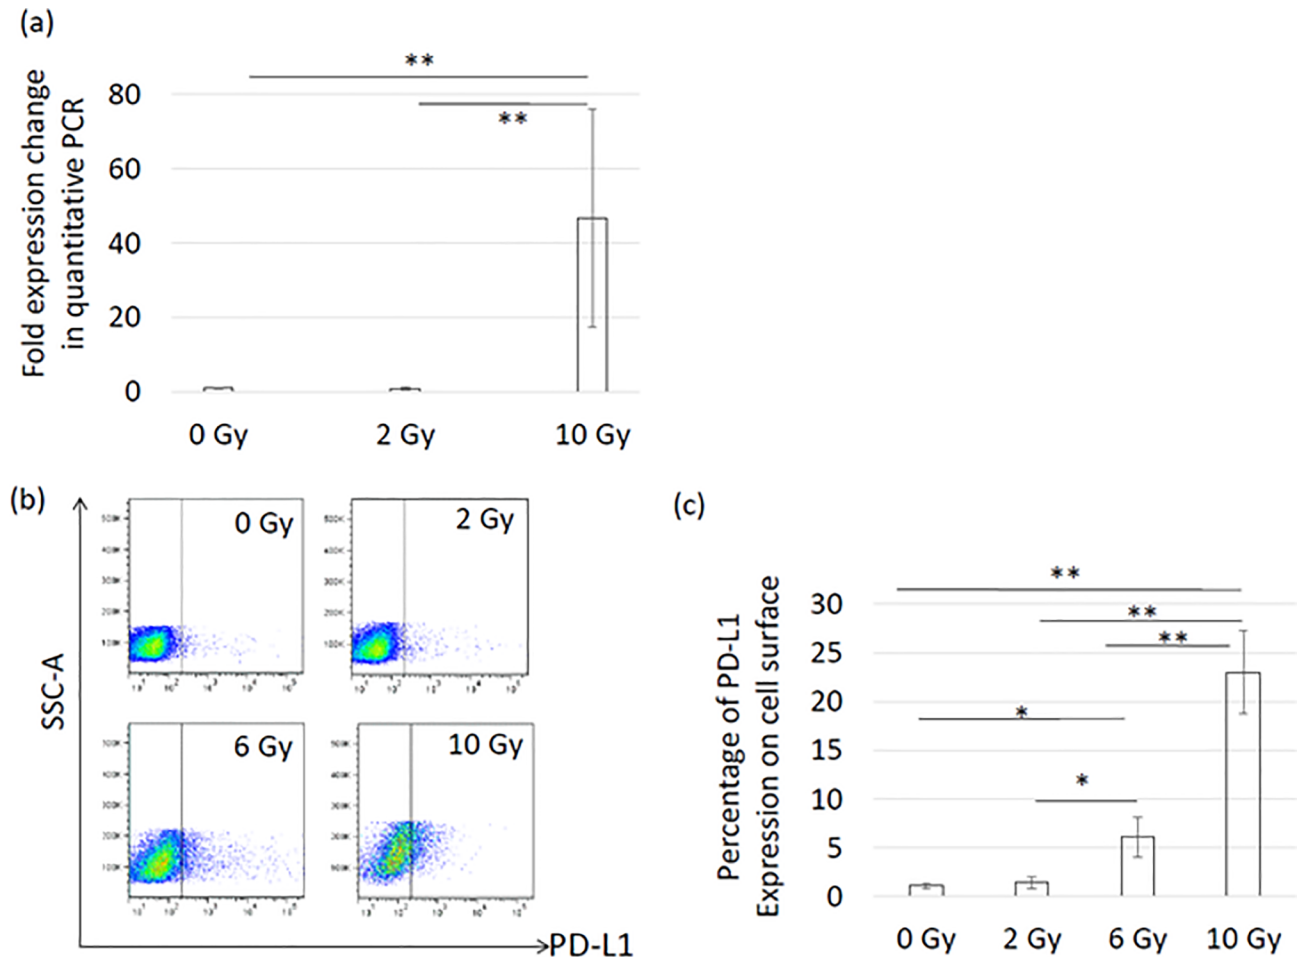 (a)
Fold expression change
in quantitative PCR
**
**
80
60
40
20
0
0 Gy
2 Gy
10 Gy
(b)
SSC-A
0 Gy
2 Gy
6 Gy
10 Gy
PD-L1
(c)
Percentage of PD-L1
Expression on cell surface
**
**
**
*
*
30
25
20
15
10
5
0
0 Gy
2 Gy
6 Gy
10 Gy